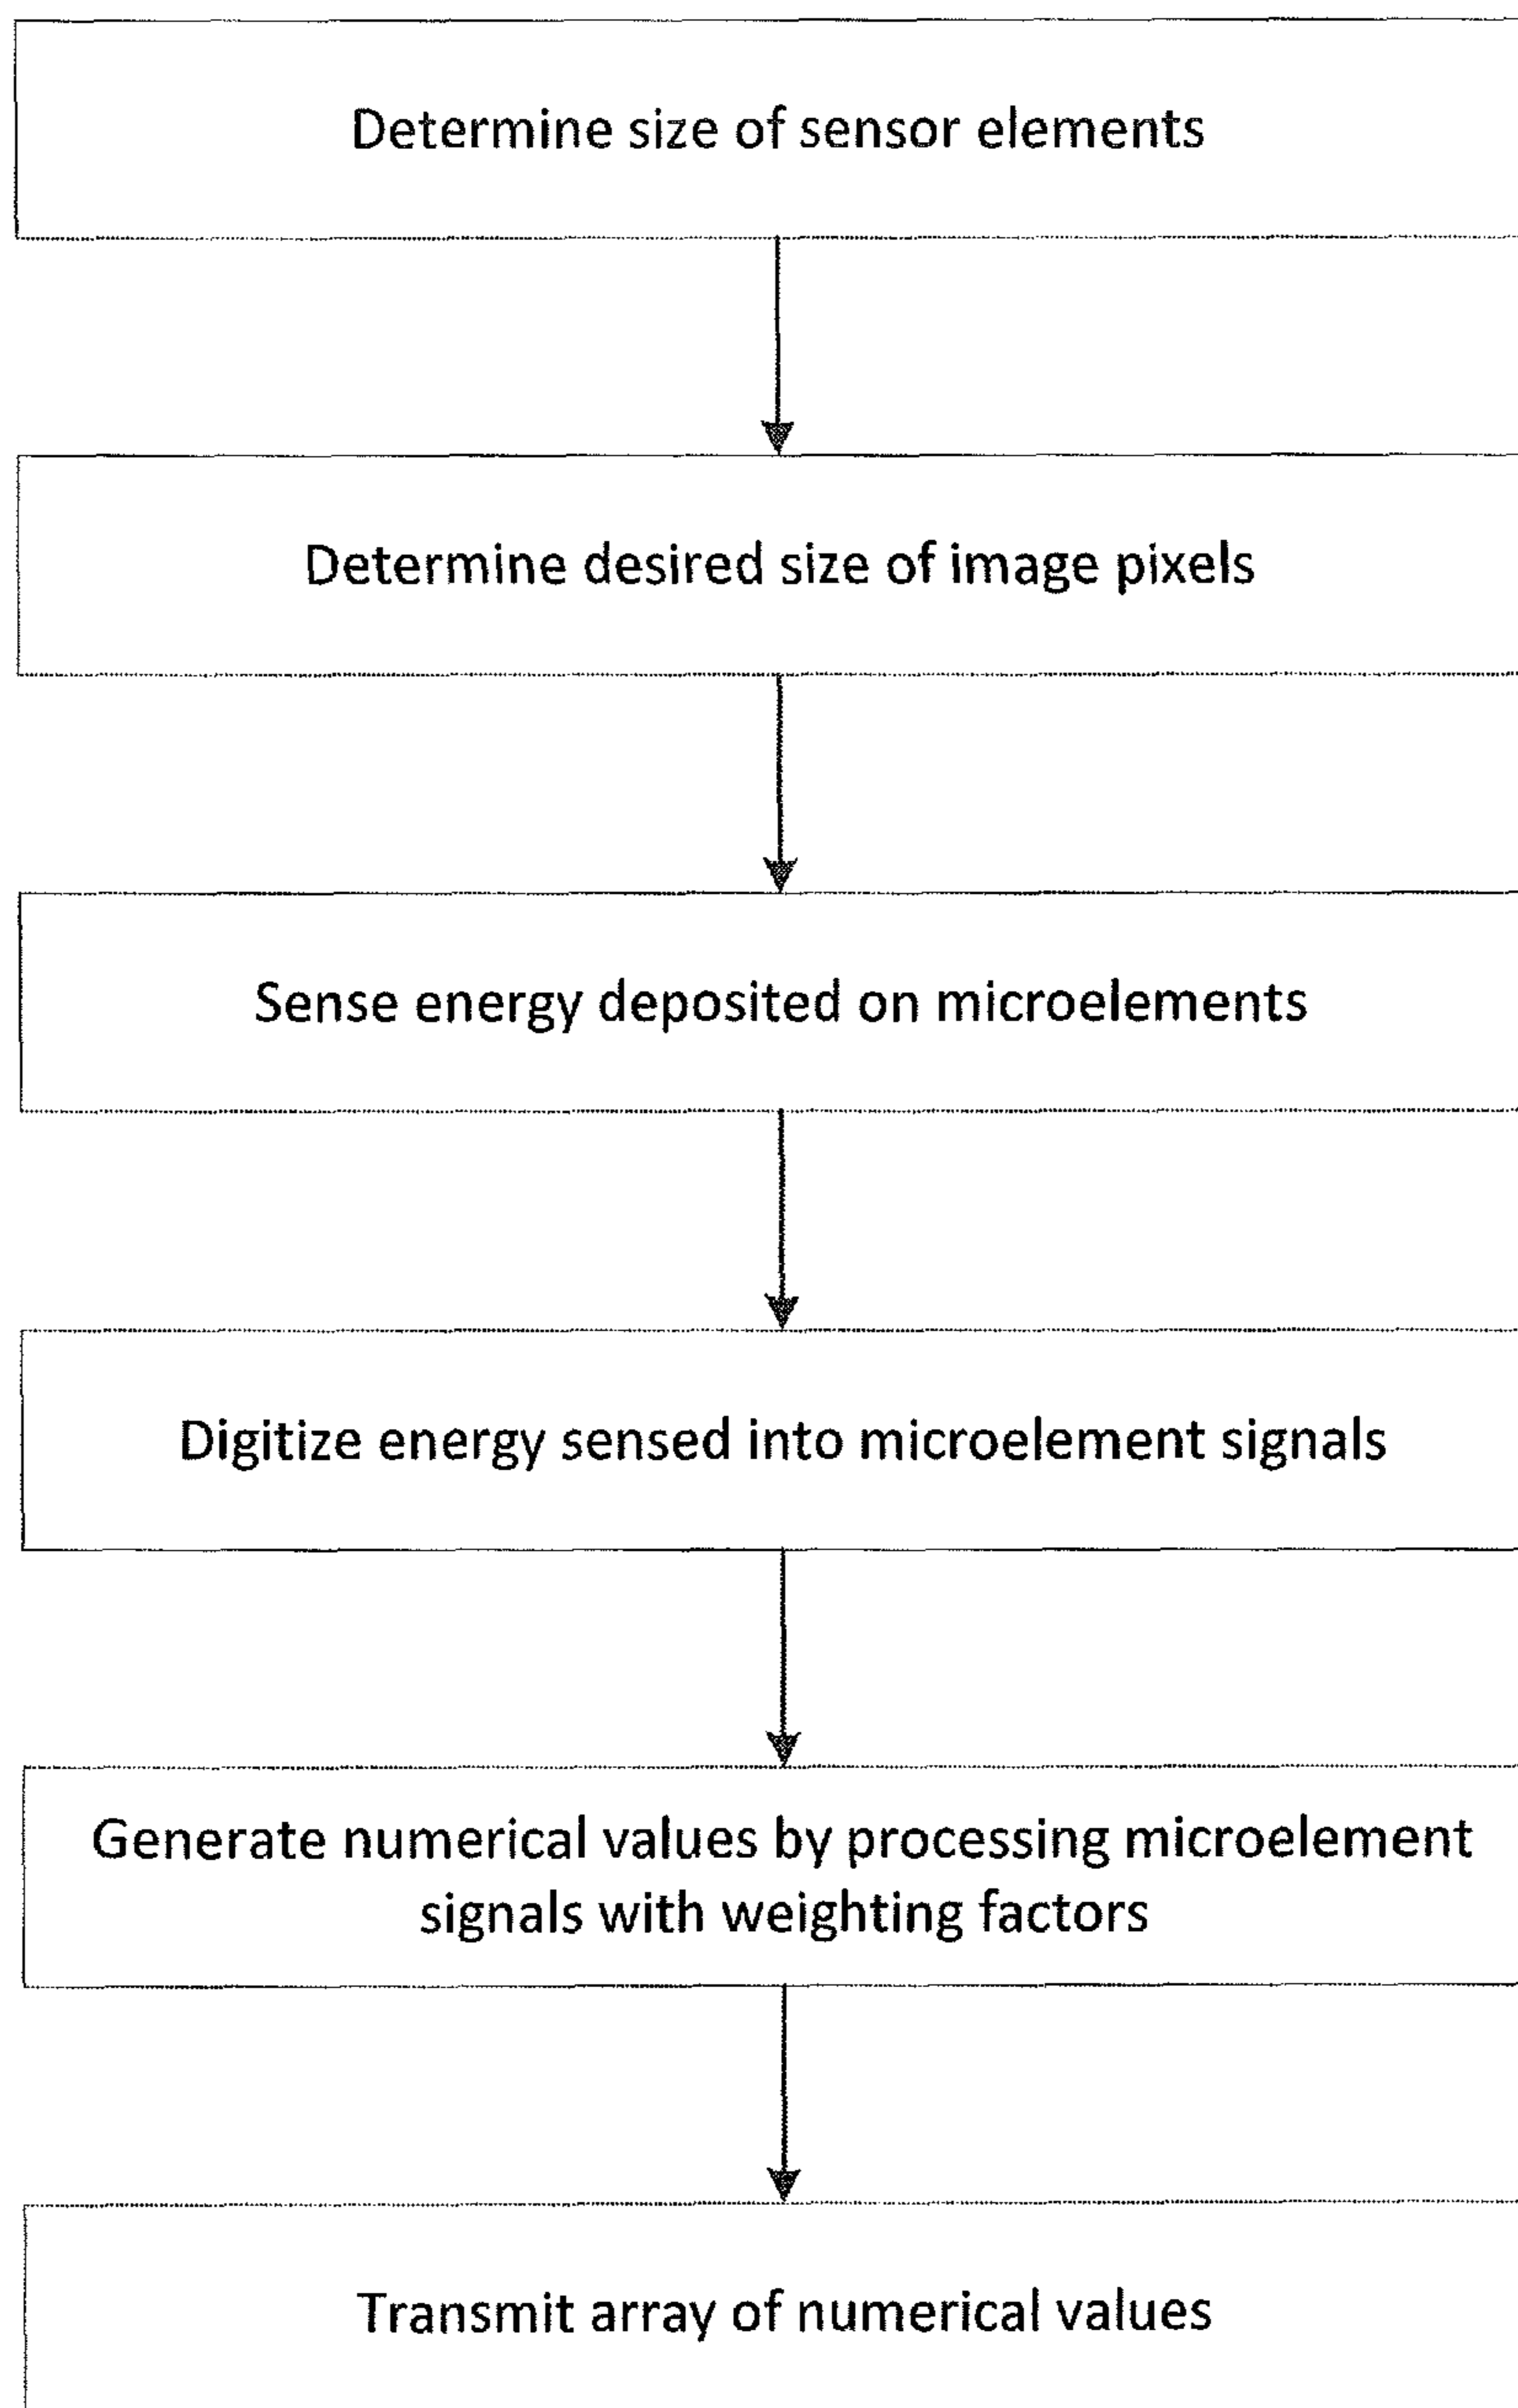 Determine size of sensor elements
Determine desired size of image pixels
Sense energy deposited on microelements
Digitize energy sensed into microelement signals
Generate numerical values by processing microelement
signals with weighting factors
Transmit array of numerical values